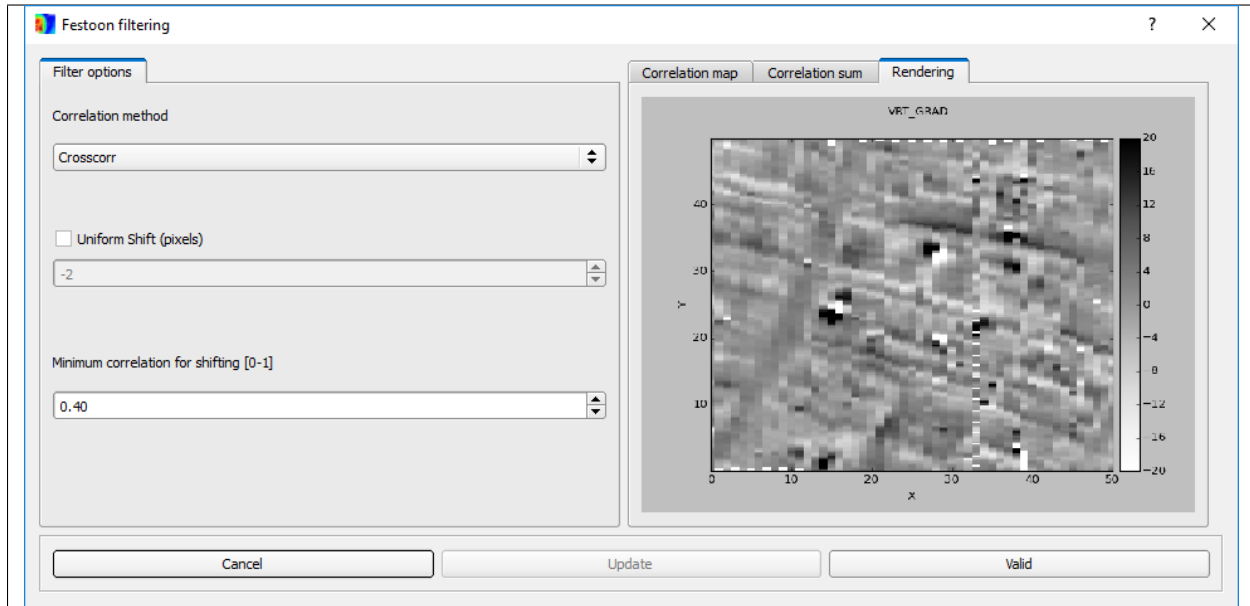 Festoon filtering
?
Filter options
Correlation method
Crosscorr
Uniform Shift (pixels)
-2
Minimum correlation for shifting [0-1]
0.40
Correlation map
Correlation sum
Rendering
VRT_GRAD
Y
40
30
20
10
0
10
20
30
40
50
X
20
16
12
8
4
0
−4
−8
−12
−16
−20
Cancel
Update
Valid